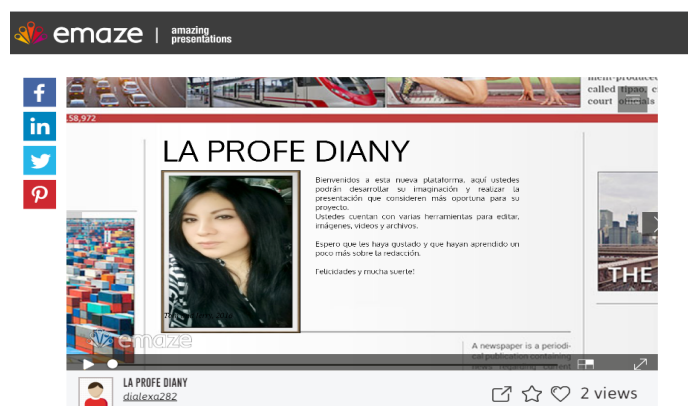 emaze | amazing
presentations
ment-produced
called tipao, c
court officials
58,972
LA PROFE DIANY
Bienvenidos a esta nueva plataforma, aquí ustedes
podrán desarrollar su imaginación y realizar la
presentación que consideren más oportuna para su
proyecto.
Ustedes cuentan con varias herramientas para editar,
imágenes, videos y archivos.
Espero que les haya gustado y que hayan aprendido un
poco más sobre la redacción.
Felicidades y mucha suerte!
THE
emaze
A newspaper is a periodi-
cal publication containing
news regarding current
LA PROFE DIANY
dialexa282
2 views